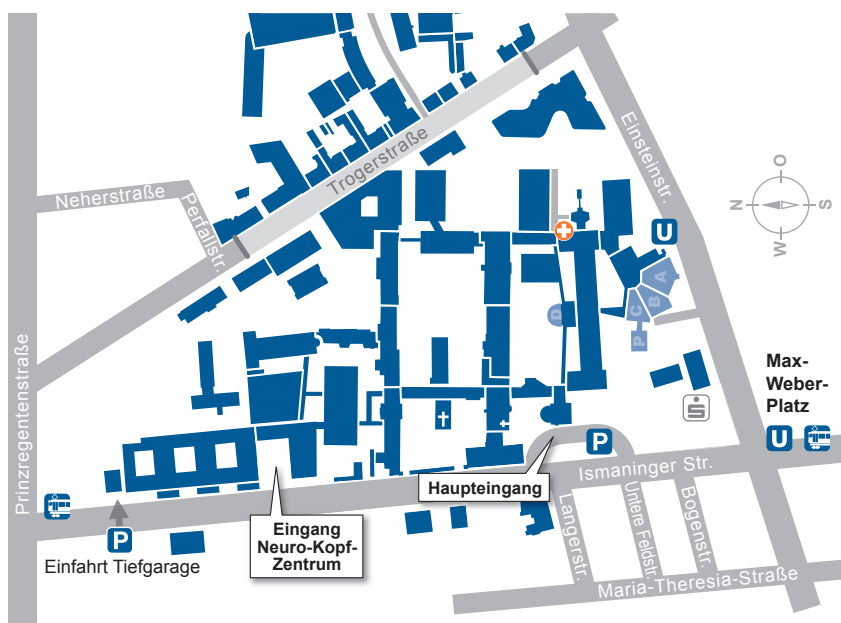 Trogerstraße
Einsteinstr.
O
N
S
W
Neherstraße
Perfallstr.
U
A
B
C
D
P
Prinzregentenstraße
Max-
Weber-
Platz
U
P
Ismaninger Str.
Haupteingang
Eingang
Neuro-Kopf-
Zentrum
P
Einfahrt Tiefgarage
Langerstr.
Untere Feldstr.
Bogenstr.
Maria-Theresia-Straße